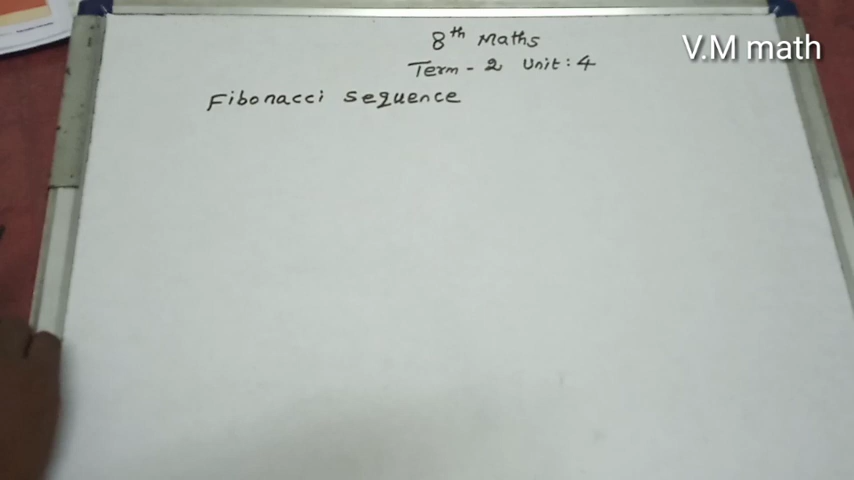 8th Maths
V.M math
Term - 2 Unit : 4
Fibonacci Sequence